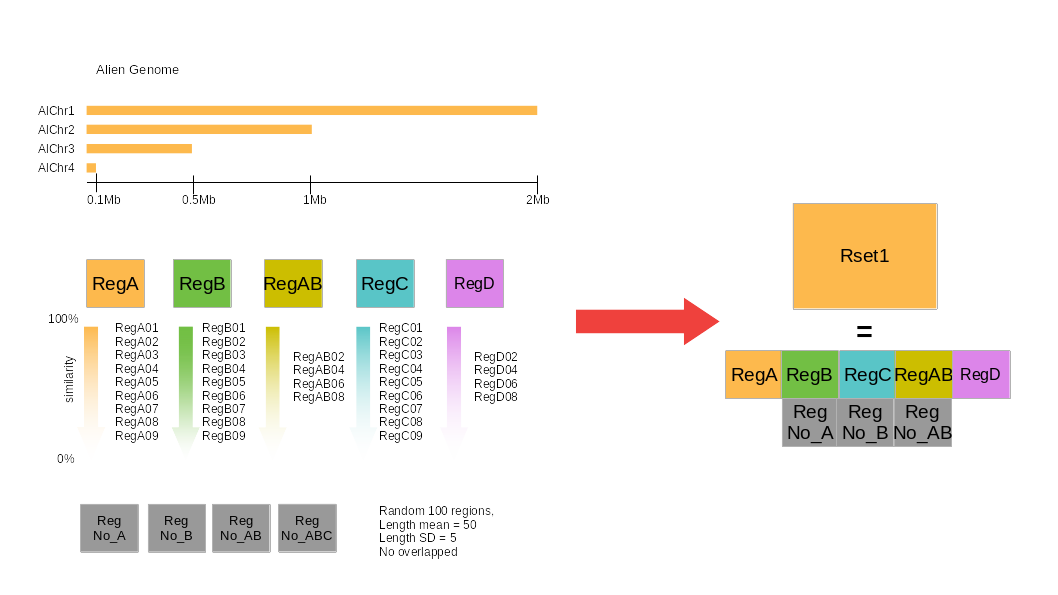 Alien Genome
AlChr1
AlChr2
AlChr3
AlChr4
0.1Mb
0.5Mb
1Mb
2Mb
RegA
RegB
RegAB
RegC
RegD
100%
similarity
0%
RegA01
RegA02
RegA03
RegA04
RegA05
RegA06
RegA07
RegA08
RegA09
RegB01
RegB02
RegB03
RegB04
RegB05
RegB06
RegB07
RegB08
RegB09
RegAB02
RegAB04
RegAB06
RegAB08
RegC01
RegC02
RegC03
RegC04
RegC05
RegC06
RegC07
RegC08
RegC09
RegD02
RegD04
RegD06
RegD08
Reg
No_A
Reg
No_B
Reg
No_AB
Reg
No_ABC
Random 100 regions,
Length mean = 50
Length SD = 5
No overlapped
Rset1
=
RegA
RegB
RegC
RegAB
RegD
Reg
No_A
Reg
No_B
Reg
No_AB